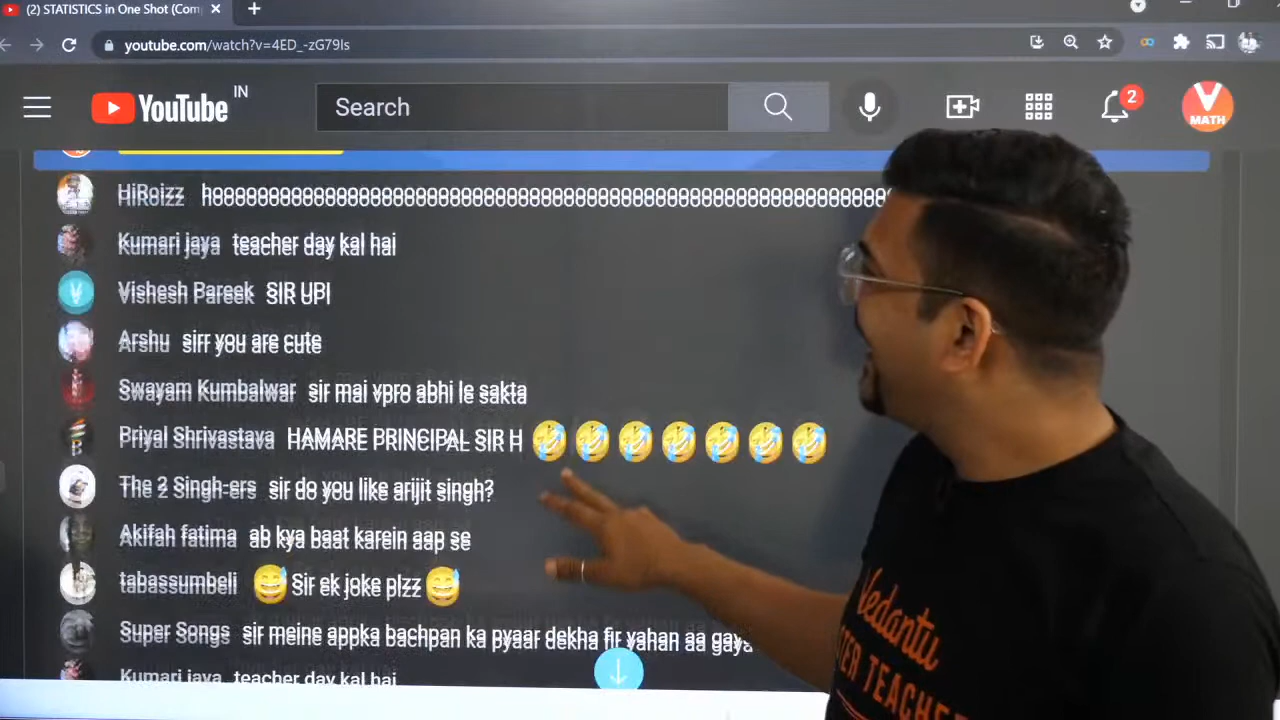 (2) STATISTICS in One Shot (Com
youtube.com/watch?v=4ED_-zG79Is
YouTube IN
Search
2
V MATH
HiRoizz hooooooooooooooooooooooooooooooooooooooooooooooooooooooooo
Kumari jaya teacher day kal hai
Vishesh Pareek SIR UPI
Arshu sirr you are cute
Swayam Kumbalwar sir mai vpro abhi le sakta
Priyal Shrivastava HAMARE PRINCIPAL SIR H 🤣🤣🤣🤣🤣🤣🤣
The 2 Singh-ers sir do you like arijit singh?
Akifah fatima ab kya baat karein aap se
tabassumbeli 😅 Sir ek joke plzz 😅
Super Songs sir meine appka bachpan ka pyaar dekha fir yahan aa gaya
Kumari jaya teacher day kal hai
Vedantu
TER TEACHER